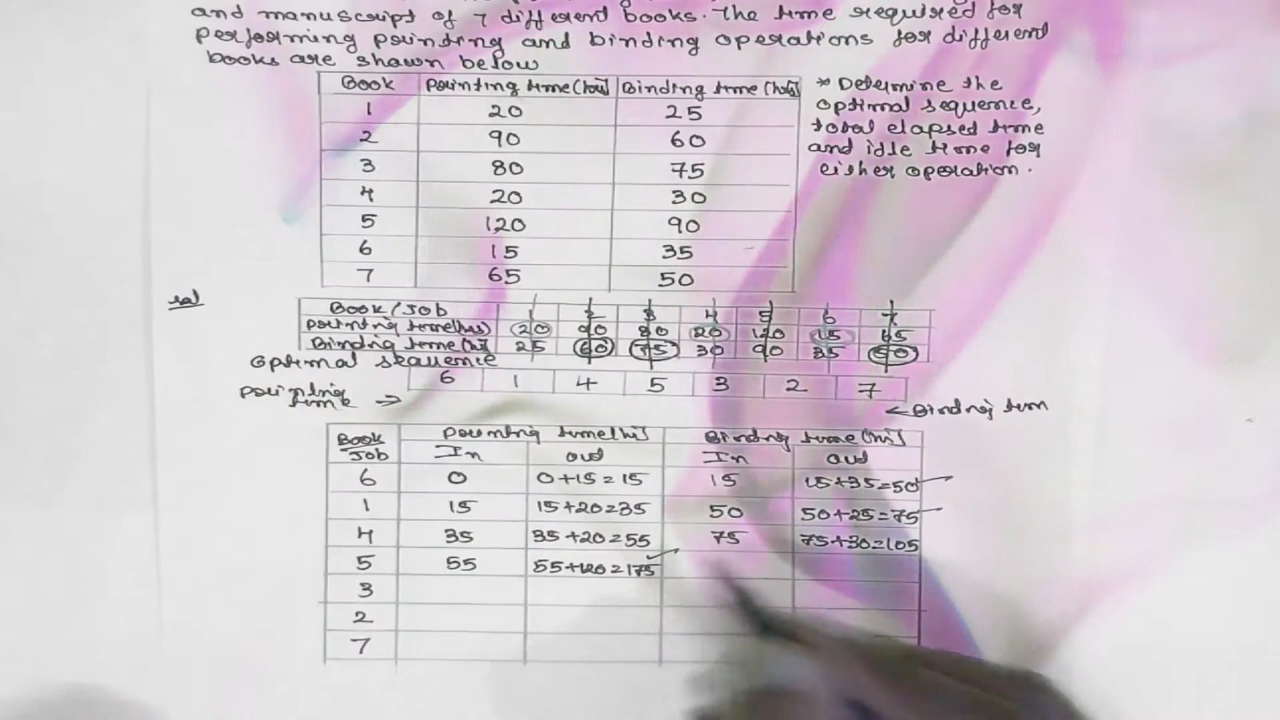 and manuscript of 7 different books. The time required for
performing printing and binding operations for different
books are shown below
Book Printing time (hrs) Binding time (hrs)
1 20 25
2 90 60
3 80 75
4 20 30
5 120 90
6 15 35
7 65 50
* Determine the
optimal sequence,
total elapsed time
and idle time for
either operation.
Sol
Book/Job 1 2 3 4 5 6 7
Printing time (hrs) 20 90 80 20 120 15 65
Binding time (hr) 25 60 75 30 90 35 50
Optimal sequence
6 1 4 5 3 2 7
Printing time →
← Binding time
Book Job Printing time (hr) Binding time (hr)
In out In out
6 0 0+15=15 15 15+35=50
1 15 15+20=35 50 50+25=75
4 35 35+20=55 75 75+30=105
5 55 55+120=175
3
2
7